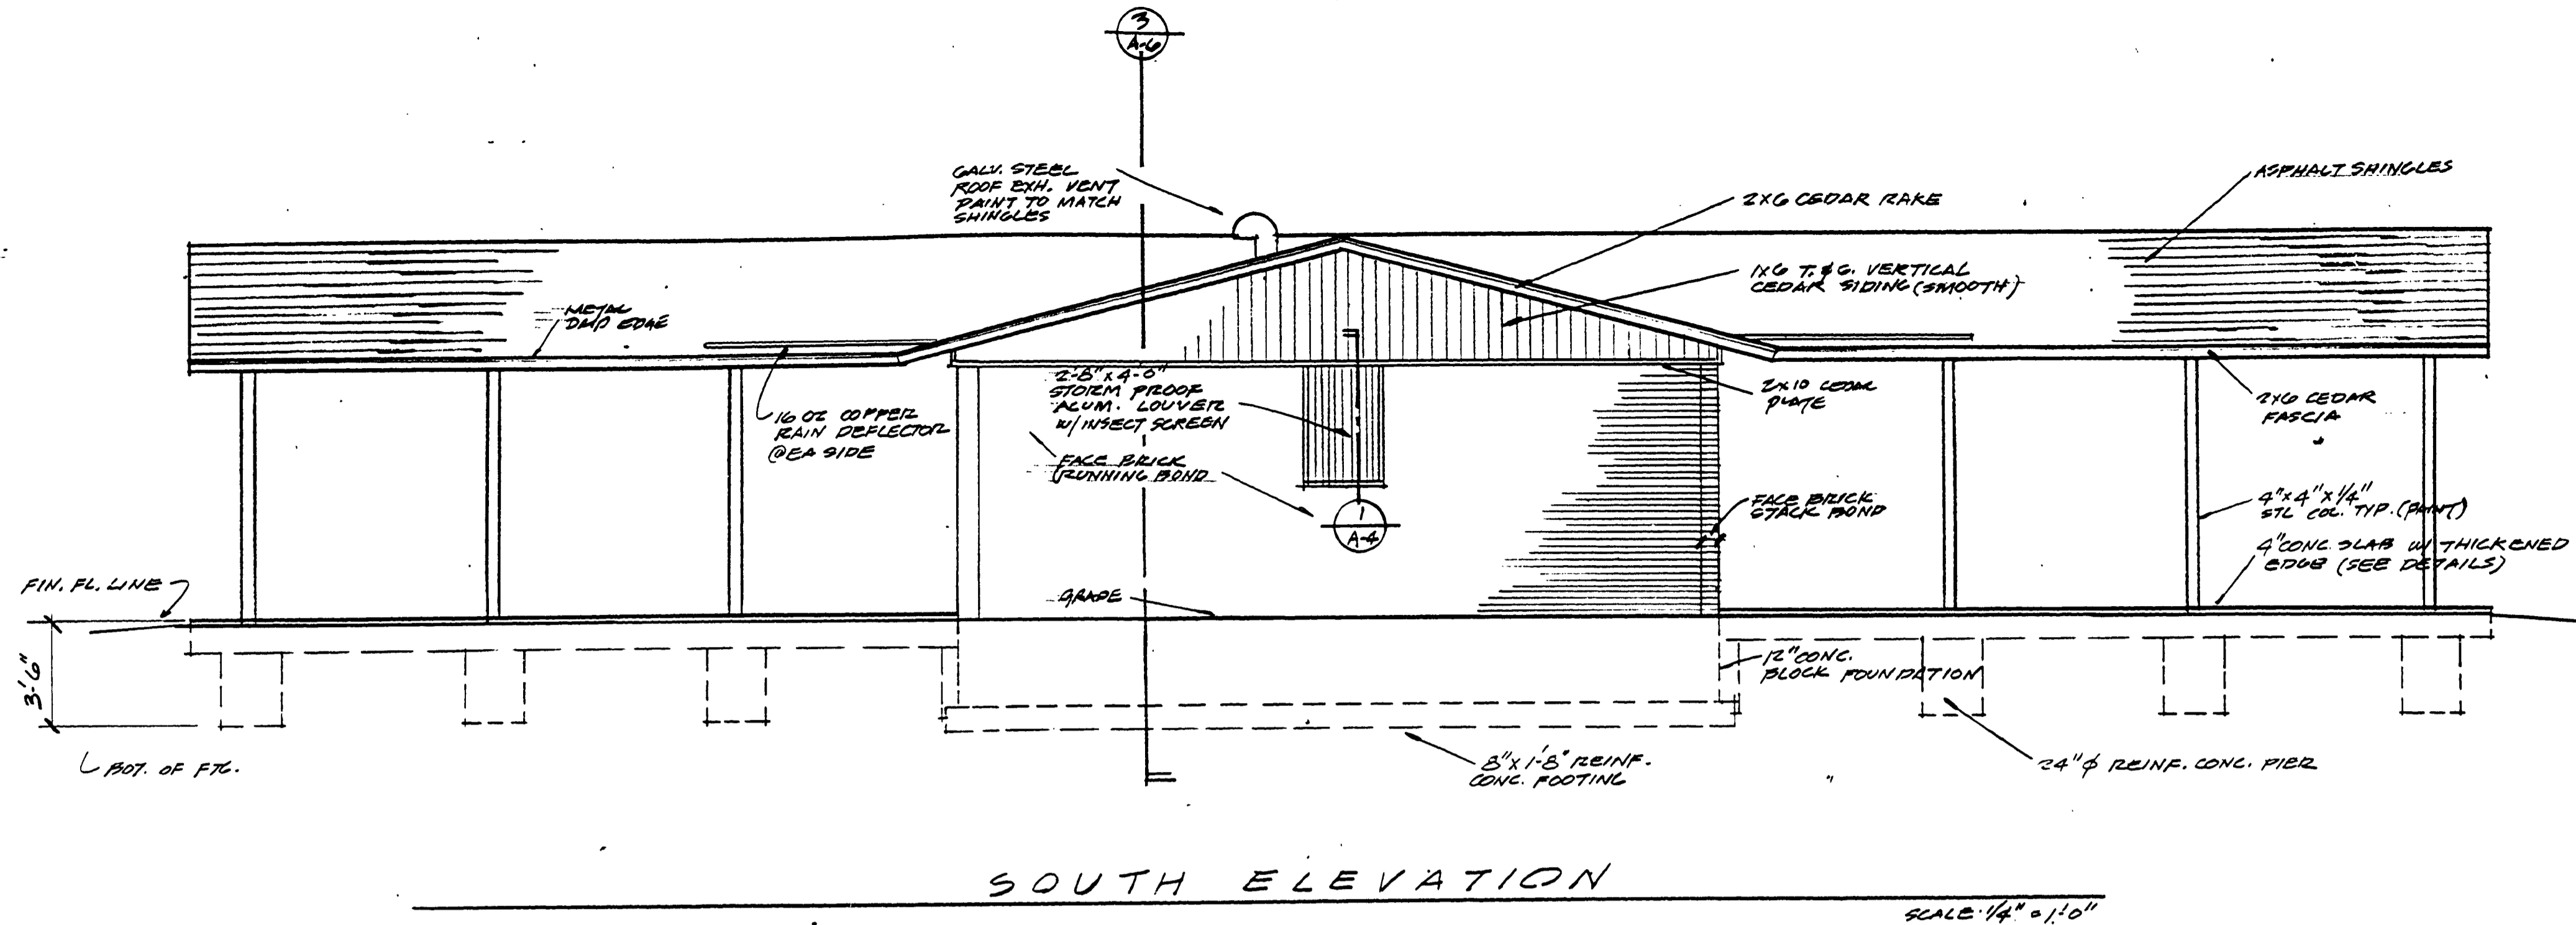 3
A-6
GALV. STEEL
ROOF EXH. VENT
PAINT TO MATCH
SHINGLES
ASPHALT SHINGLES
2X6 CEDAR RAKE
1X6 T. & G. VERTICAL
CEDAR SIDING (SMOOTH)
METAL
DRIP EDGE
16 OZ COPPER
RAIN DEFLECTOR
@ EA SIDE
2'-8" x 4'-0"
STORM PROOF
ALUM. LOUVER
W/ INSECT SCREEN
FACE BRICK
RUNNING BOND
1
A-4
2X10 CEDAR
PLATE
2X6 CEDAR
FASCIA
FACE BRICK
STACK BOND
4" x 4" x 1/4"
STL COL. TYP. (PAINT)
4" CONC. SLAB W/ THICKENED
EDGE (SEE DETAILS)
FIN. FL. LINE
GRADE
3'-6"
BOT. OF FTG.
12" CONC.
BLOCK FOUNDATION
8" X 1'-8" REINF.
CONC. FOOTING
24" ϕ REINF. CONC. PIER
SOUTH ELEVATION
SCALE: 1/4" = 1'-0"